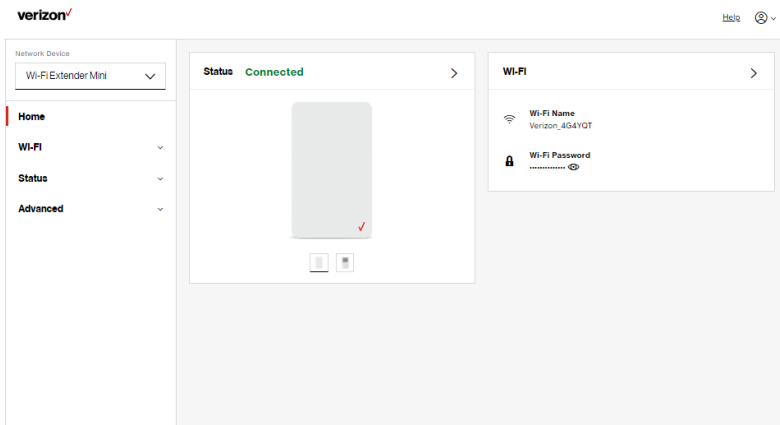 verizon
Help
Network Device
Wi-Fi Extender Mini
Home
Wi-Fi
Status
Advanced
Status Connected
Wi-Fi
Wi-Fi Name
Verizon_4G4YQT
Wi-Fi Password
••••••••••••••